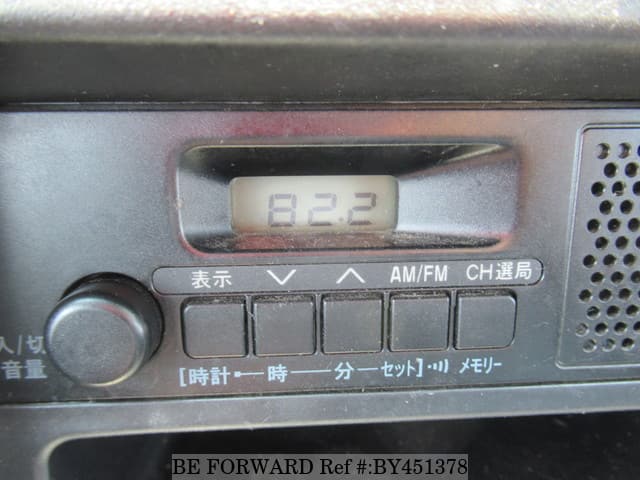 82.2
表示 ∨ ∧ AM/FM CH選局
入/切
音量
[時計 時 分 セット] メモリー
BE FORWARD Ref #:BY451378